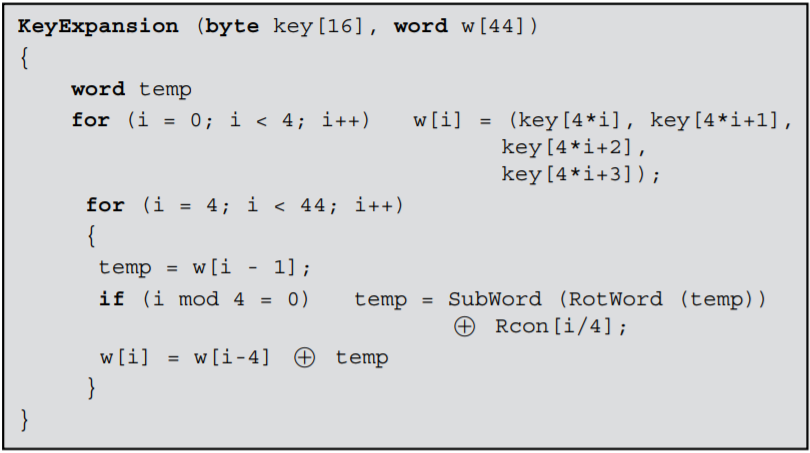 KeyExpansion (byte key[16], word w[44])
{
word temp
for (i = 0; i < 4; i++) w[i] = (key[4*i], key[4*i+1],
key[4*i+2],
key[4*i+3]);
for (i = 4; i < 44; i++)
{
temp = w[i - 1];
if (i mod 4 = 0) temp = SubWord (RotWord (temp))
⊕ Rcon[i/4];
w[i] = w[i-4] ⊕ temp
}
}